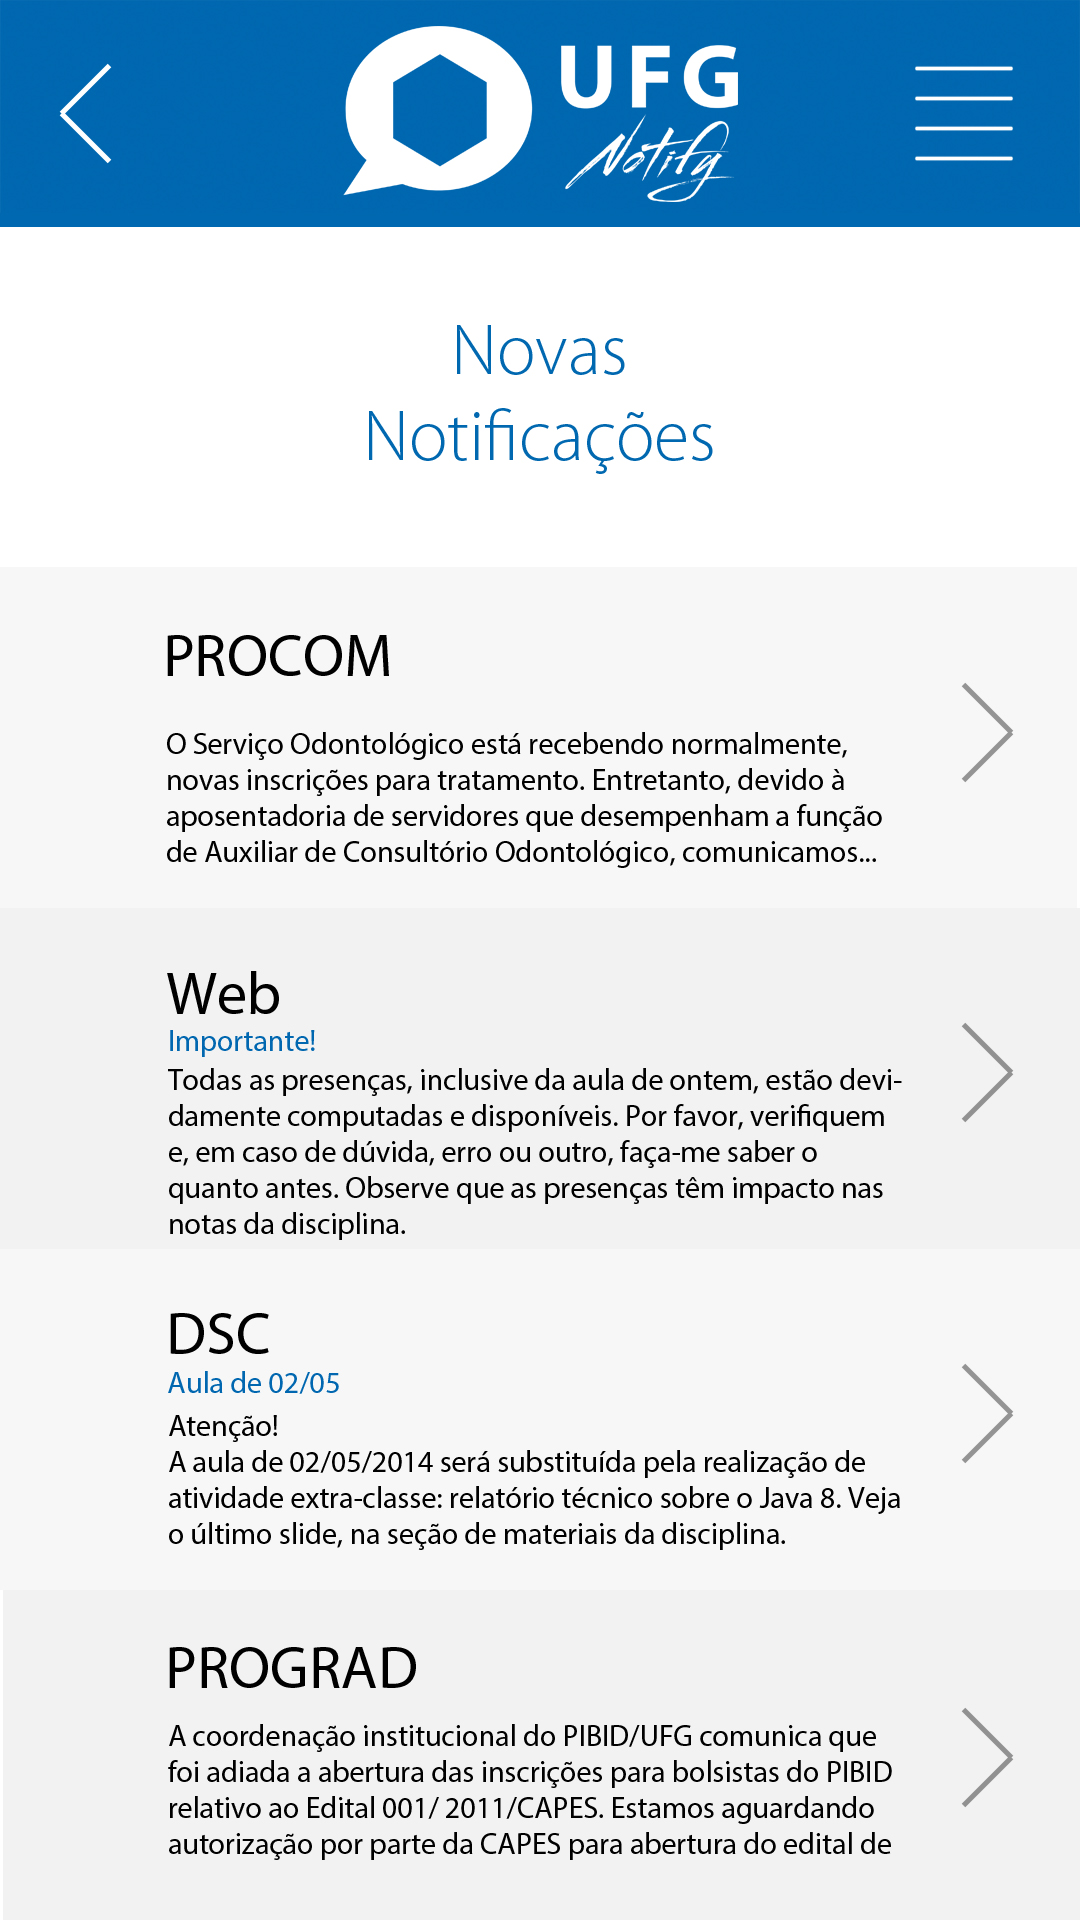 UFG
Notify
Novas
Notificações
PROCOM
O Serviço Odontológico está recebendo normalmente,
novas inscrições para tratamento. Entretanto, devido à
aposentadoria de servidores que desempenham a função
de Auxiliar de Consultório Odontológico, comunicamos...
Web
Importante!
Todas as presenças, inclusive da aula de ontem, estão devi-
damente computadas e disponíveis. Por favor, verifiquem
e, em caso de dúvida, erro ou outro, faça-me saber o
quanto antes. Observe que as presenças têm impacto nas
notas da disciplina.
DSC
Aula de 02/05
Atenção!
A aula de 02/05/2014 será substituída pela realização de
atividade extra-classe: relatório técnico sobre o Java 8. Veja
o último slide, na seção de materiais da disciplina.
PROGRAD
A coordenação institucional do PIBID/UFG comunica que
foi adiada a abertura das inscrições para bolsistas do PIBID
relativo ao Edital 001/ 2011/CAPES. Estamos aguardando
autorização por parte da CAPES para abertura do edital de